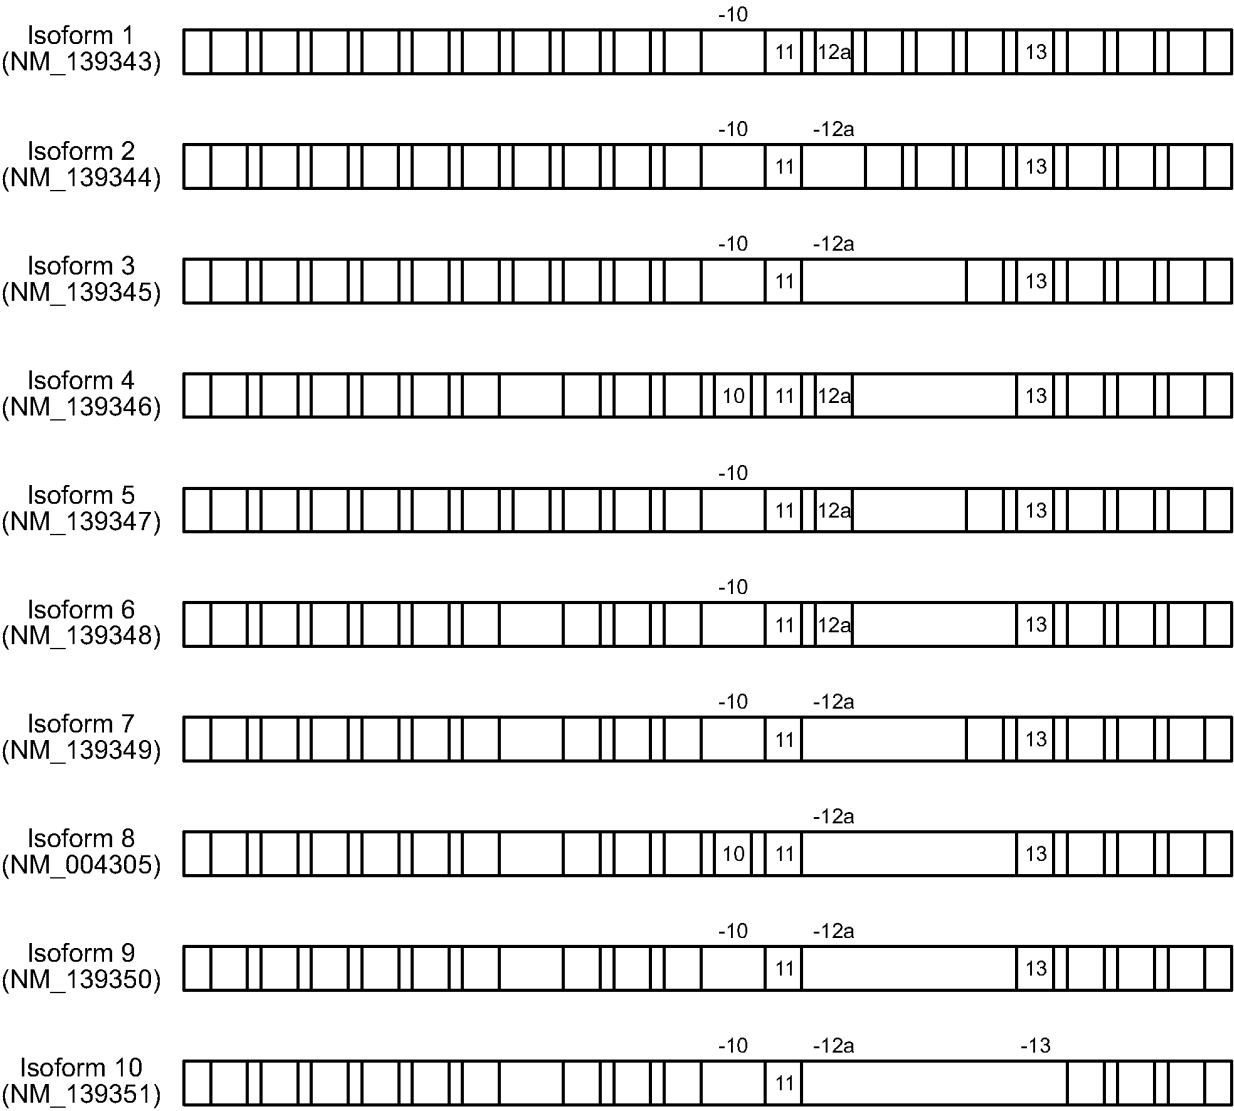 -10
Isoform 1
(NM_139343)
11 12a 13
-10 -12a
Isoform 2
(NM_139344)
11 13
-10 -12a
Isoform 3
(NM_139345)
11 13
Isoform 4
(NM_139346)
10 11 12a 13
-10
Isoform 5
(NM_139347)
11 12a 13
-10
Isoform 6
(NM_139348)
11 12a 13
-10 -12a
Isoform 7
(NM_139349)
11 13
-12a
Isoform 8
(NM_004305)
10 11 13
-10 -12a
Isoform 9
(NM_139350)
11 13
-10 -12a -13
Isoform 10
(NM_139351)
11